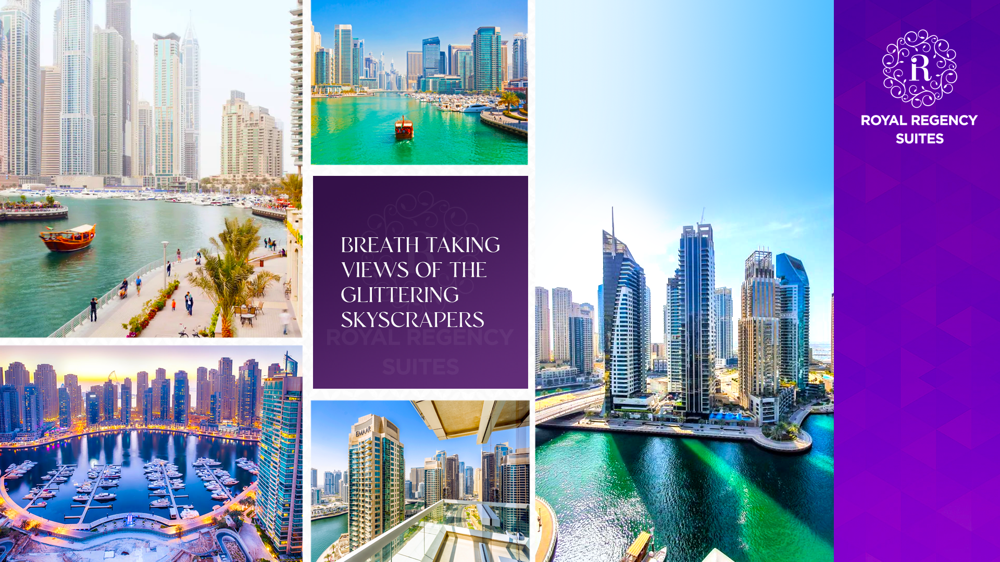 BREATH TAKING
VIEWS OF THE
GLITTERING
SKYSCRAPERS
ROYAL REGENCY
SUITES
EMAAR
R
ROYAL REGENCY
SUITES